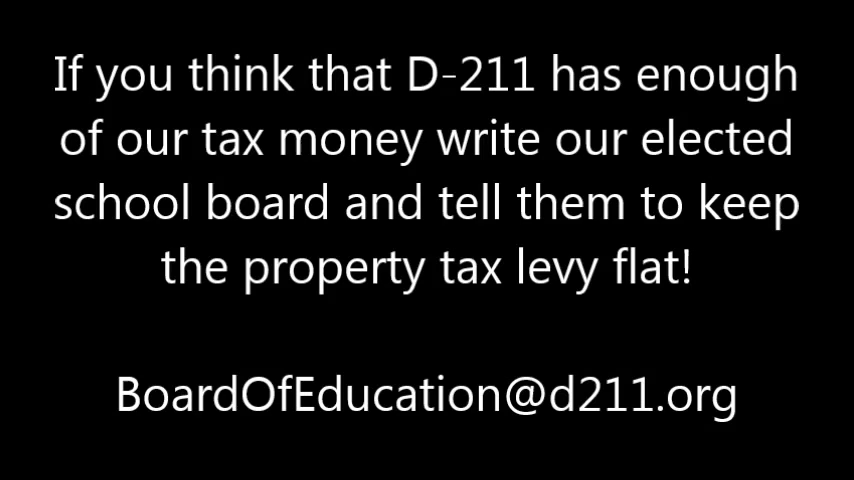 If you think that D-211 has enough
of our tax money write our elected
school board and tell them to keep
the property tax levy flat!
BoardOfEducation@d211.org